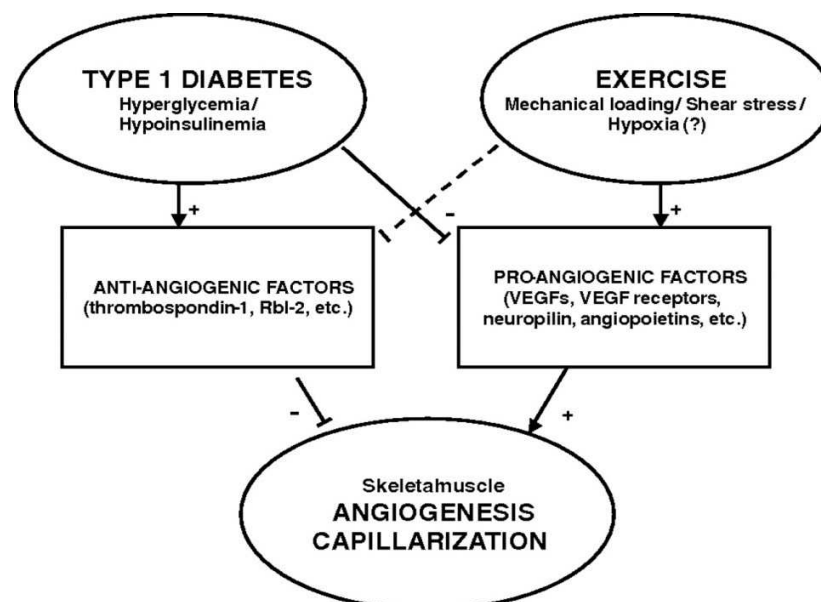 TYPE 1 DIABETES
Hyperglycemia/
Hypoinsulinemia
EXERCISE
Mechanical loading/ Shear stress/
Hypoxia (?)
+
-
+
ANTI-ANGIOGENIC FACTORS
(thrombospondin-1, Rbl-2, etc.)
PRO-ANGIOGENIC FACTORS
(VEGFs, VEGF receptors,
neuropilin, angiopoietins, etc.)
-
+
Skeletamuscle
ANGIOGENESIS
CAPILLARIZATION